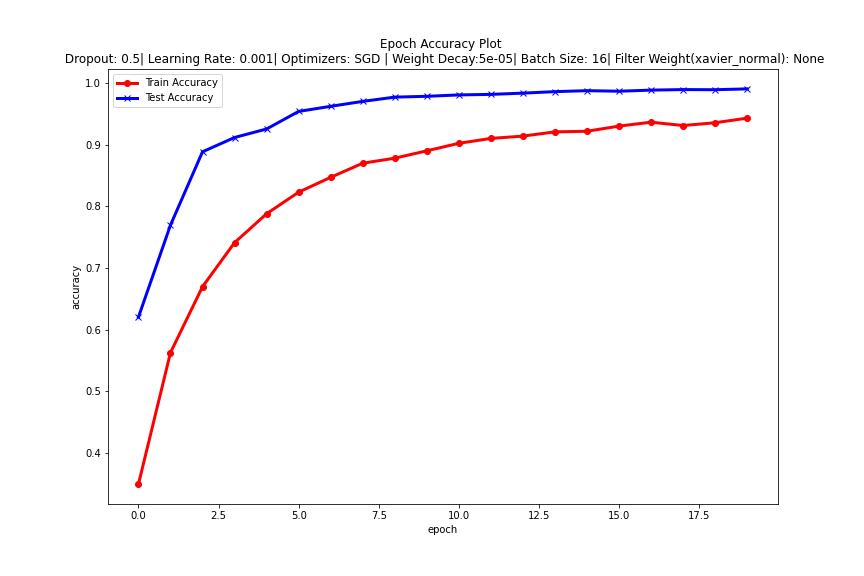 Epoch Accuracy Plot
Dropout: 0.5| Learning Rate: 0.001| Optimizers: SGD | Weight Decay:5e-05| Batch Size: 16| Filter Weight(xavier_normal): None
Train Accuracy
Test Accuracy
1.0
0.9
0.8
0.7
0.6
0.5
0.4
accuracy
0.0
2.5
5.0
7.5
10.0
12.5
15.0
17.5
epoch